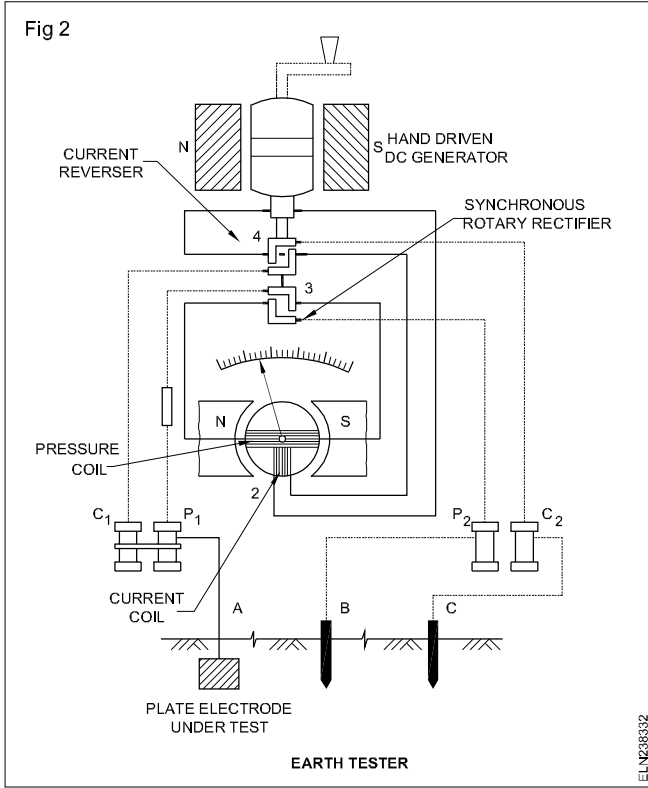 Fig 2
N
S
HAND DRIVEN
DC GENERATOR
CURRENT
REVERSER
SYNCHRONOUS
ROTARY RECTIFIER
4
3
N
S
PRESSURE
COIL
2
C1
P1
P2
C2
CURRENT
COIL
A
B
C
PLATE ELECTRODE
UNDER TEST
EARTH TESTER
ELN238332